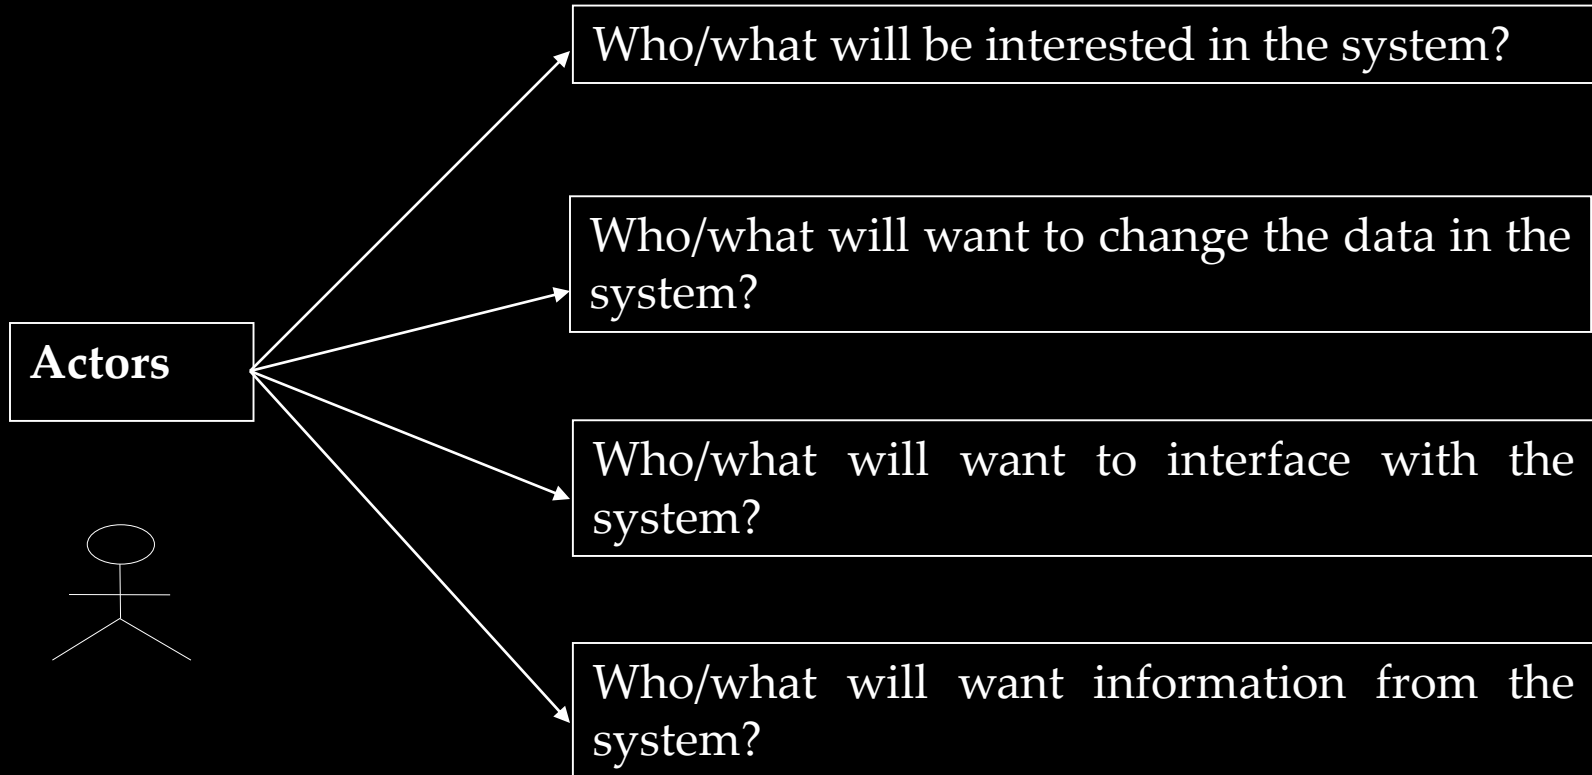 Who/what will be interested in the system?
Who/what will want to change the data in the
system?
Actors
Who/what will want to interface with the
system?
Who/what will want information from the
system?